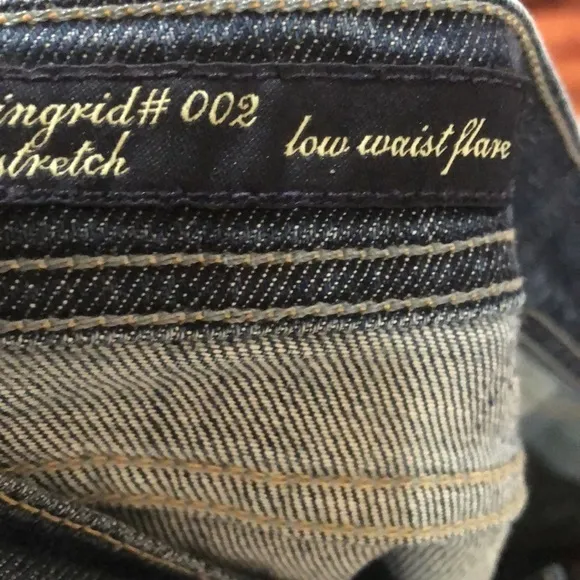 ingrid# 002
stretch
low waist flare